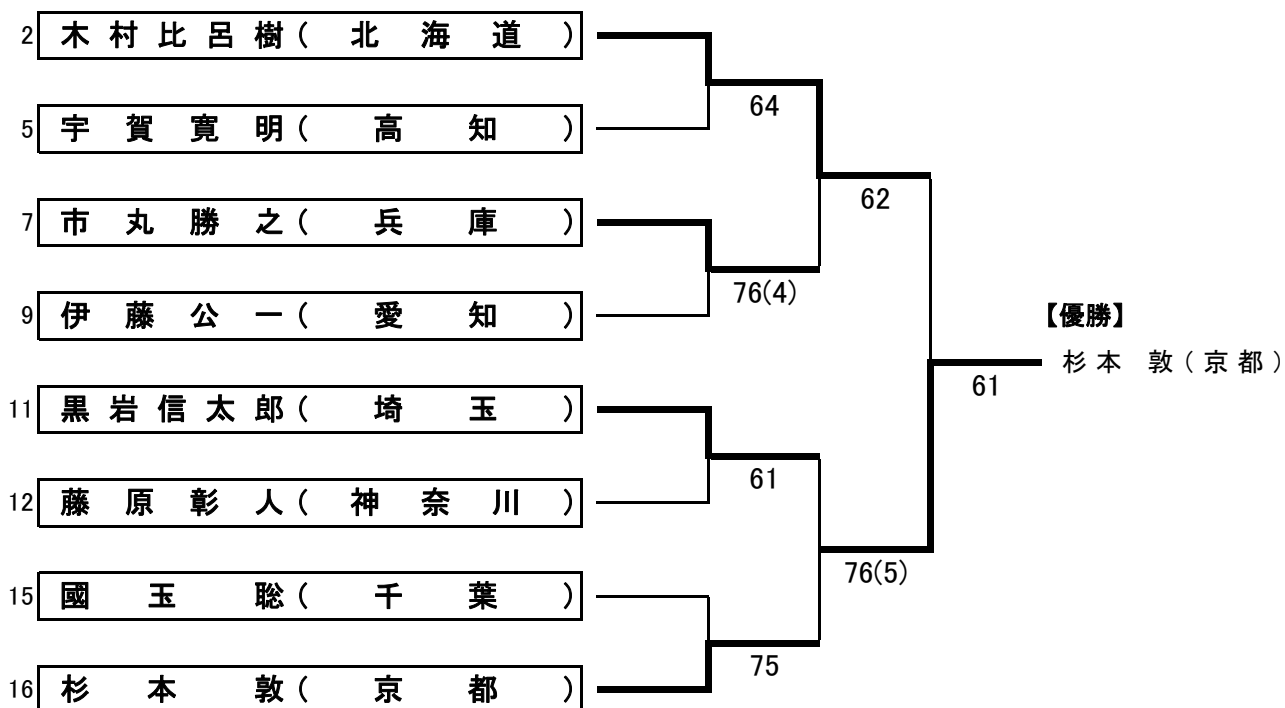 2 木村比呂樹(北海道)
64
5 宇賀寛明(高知)
62
7 市丸勝之(兵庫)
76(4)
9 伊藤公一(愛知)
【優勝】
杉本 敦(京都)
61
11 黒岩信太郎(埼玉)
61
12 藤原彰人(神奈川)
76(5)
15 國玉聡(千葉)
75
16 杉本敦(京都)